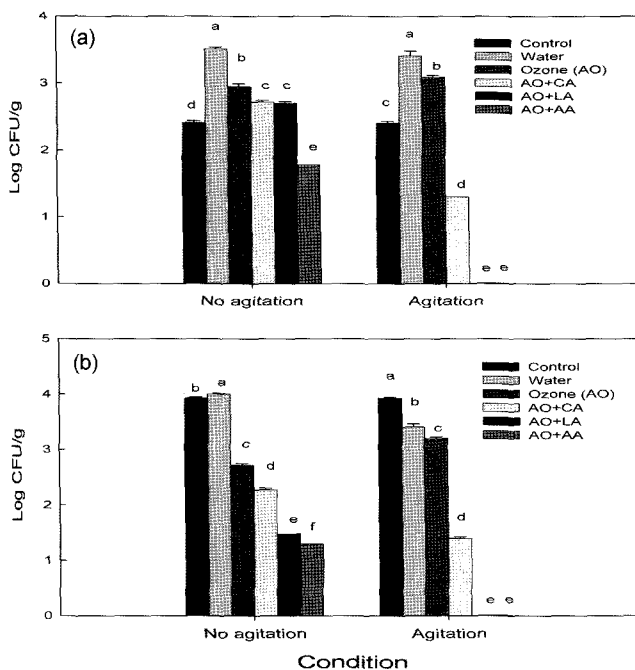 (a)
4
3
2
1
0
Log CFU/g
d
a
b
c
c
e
c
a
b
d
e e
Control
Water
Ozone (AO)
AO+CA
AO+LA
AO+AA
No agitation
Agitation
(b)
5
4
3
2
1
0
Log CFU/g
b
a
c
d
e
f
a
b
c
d
e e
Control
Water
Ozone (AO)
AO+CA
AO+LA
AO+AA
No agitation
Agitation
Condition